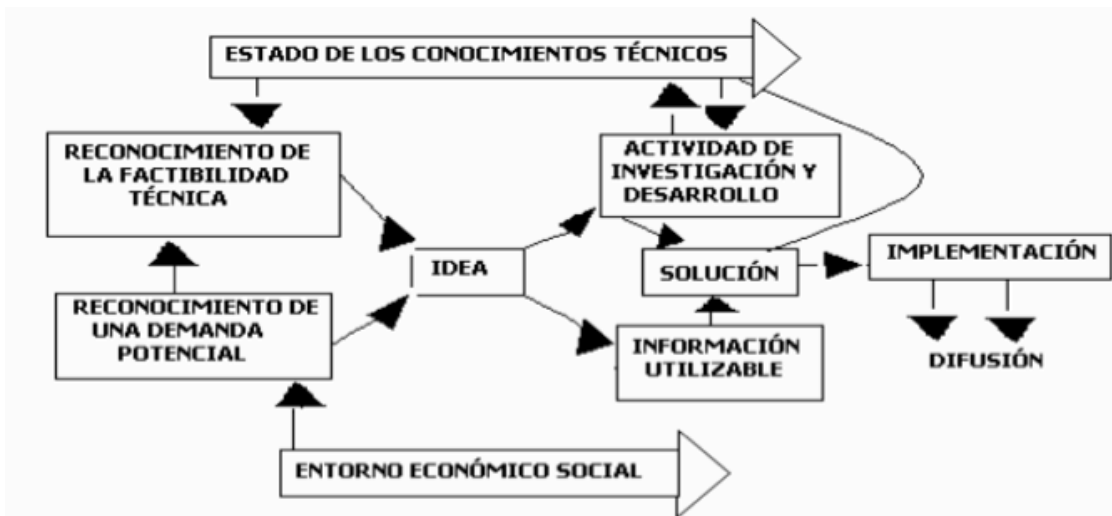 ESTADO DE LOS CONOCIMIENTOS TÉCNICOS
RECONOCIMIENTO DE
LA FACTIBILIDAD
TÉCNICA
ACTIVIDAD DE
INVESTIGACIÓN Y
DESARROLLO
IDEA
SOLUCIÓN
IMPLEMENTACIÓN
RECONOCIMIENTO DE
UNA DEMANDA
POTENCIAL
INFORMACIÓN
UTILIZABLE
DIFUSIÓN
ENTORNO ECONÓMICO SOCIAL